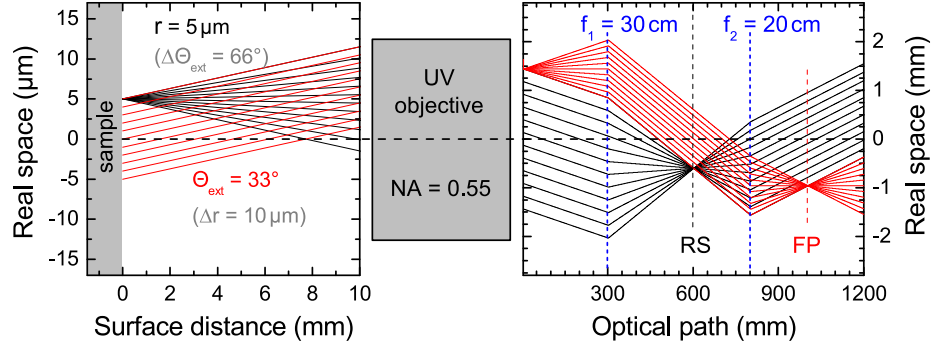 r = 5 µm
(ΔΘext = 66°)
Θext = 33°
(Δr = 10 µm)
sample
Real space (µm)
15
10
5
0
-5
-10
-15
0 2 4 6 8 10
Surface distance (mm)
UV
objective
NA = 0.55
f1 = 30 cm
f2 = 20 cm
RS
FP
2
1
0
-1
-2
Real space (mm)
300 600 900 1200
Optical path (mm)